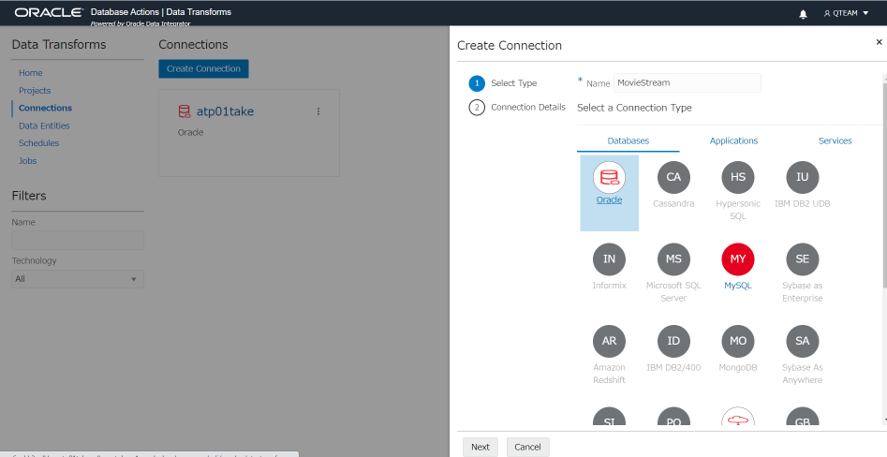 ORACLE Database Actions | Data Transforms
Powered by Oracle Data Integrator
QTEAM
Data Transforms
Home
Projects
Connections
Data Entities
Schedules
Jobs
Filters
Name
Technology
All
Connections
Create Connection
atp01take
Oracle
Create Connection
×
1 Select Type
2 Connection Details
* Name MovieStream
Select a Connection Type
Databases Applications Services
Oracle
CA
Cassandra
HS
Hypersonic
SQL
IU
IBM DB2 UDB
IN
Informix
MS
Microsoft SQL
Server
MY
MySQL
SE
Sybase as
Enterprise
AR
Amazon
Redshift
ID
IBM DB2/400
MO
MongoDB
SA
Sybase As
Anywhere
SI
PO
GB
Next Cancel